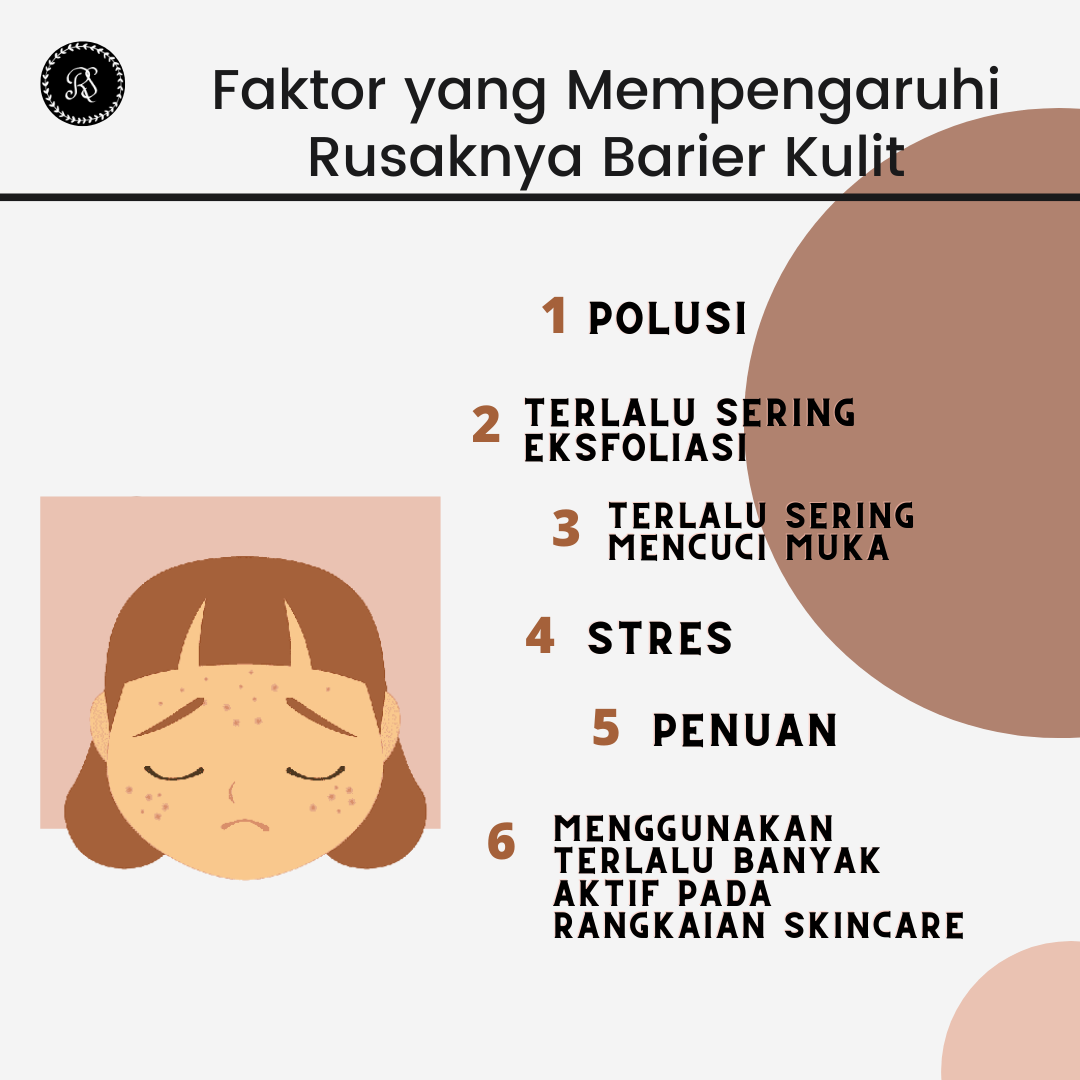 RS
Faktor yang Mempengaruhi
Rusaknya Barier Kulit
1 POLUSI
2 TERLALU SERING
EKSFOLIASI
3 TERLALU SERING
MENCUCI MUKA
4 STRES
5 PENUAN
6 MENGGUNAKAN
TERLALU BANYAK
AKTIF PADA
RANGKAIAN SKINCARE